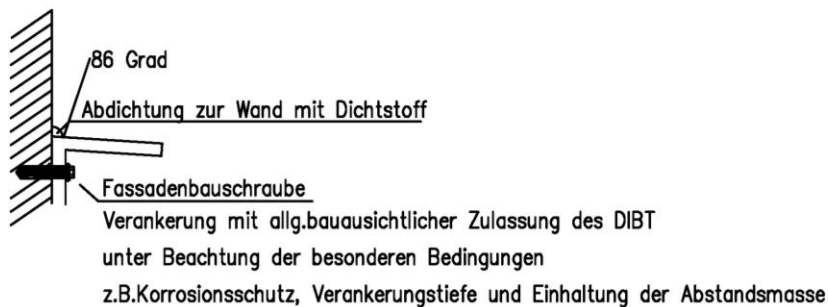 86 Grad
Abdichtung zur Wand mit Dichtstoff
Fassadenbauschraube
Verankerung mit allg.bauausichtlicher Zulassung des DIBT
unter Beachtung der besonderen Bedingungen
z.B.Korrosionsschutz, Verankerungstiefe und Einhaltung der Abstandsmasse